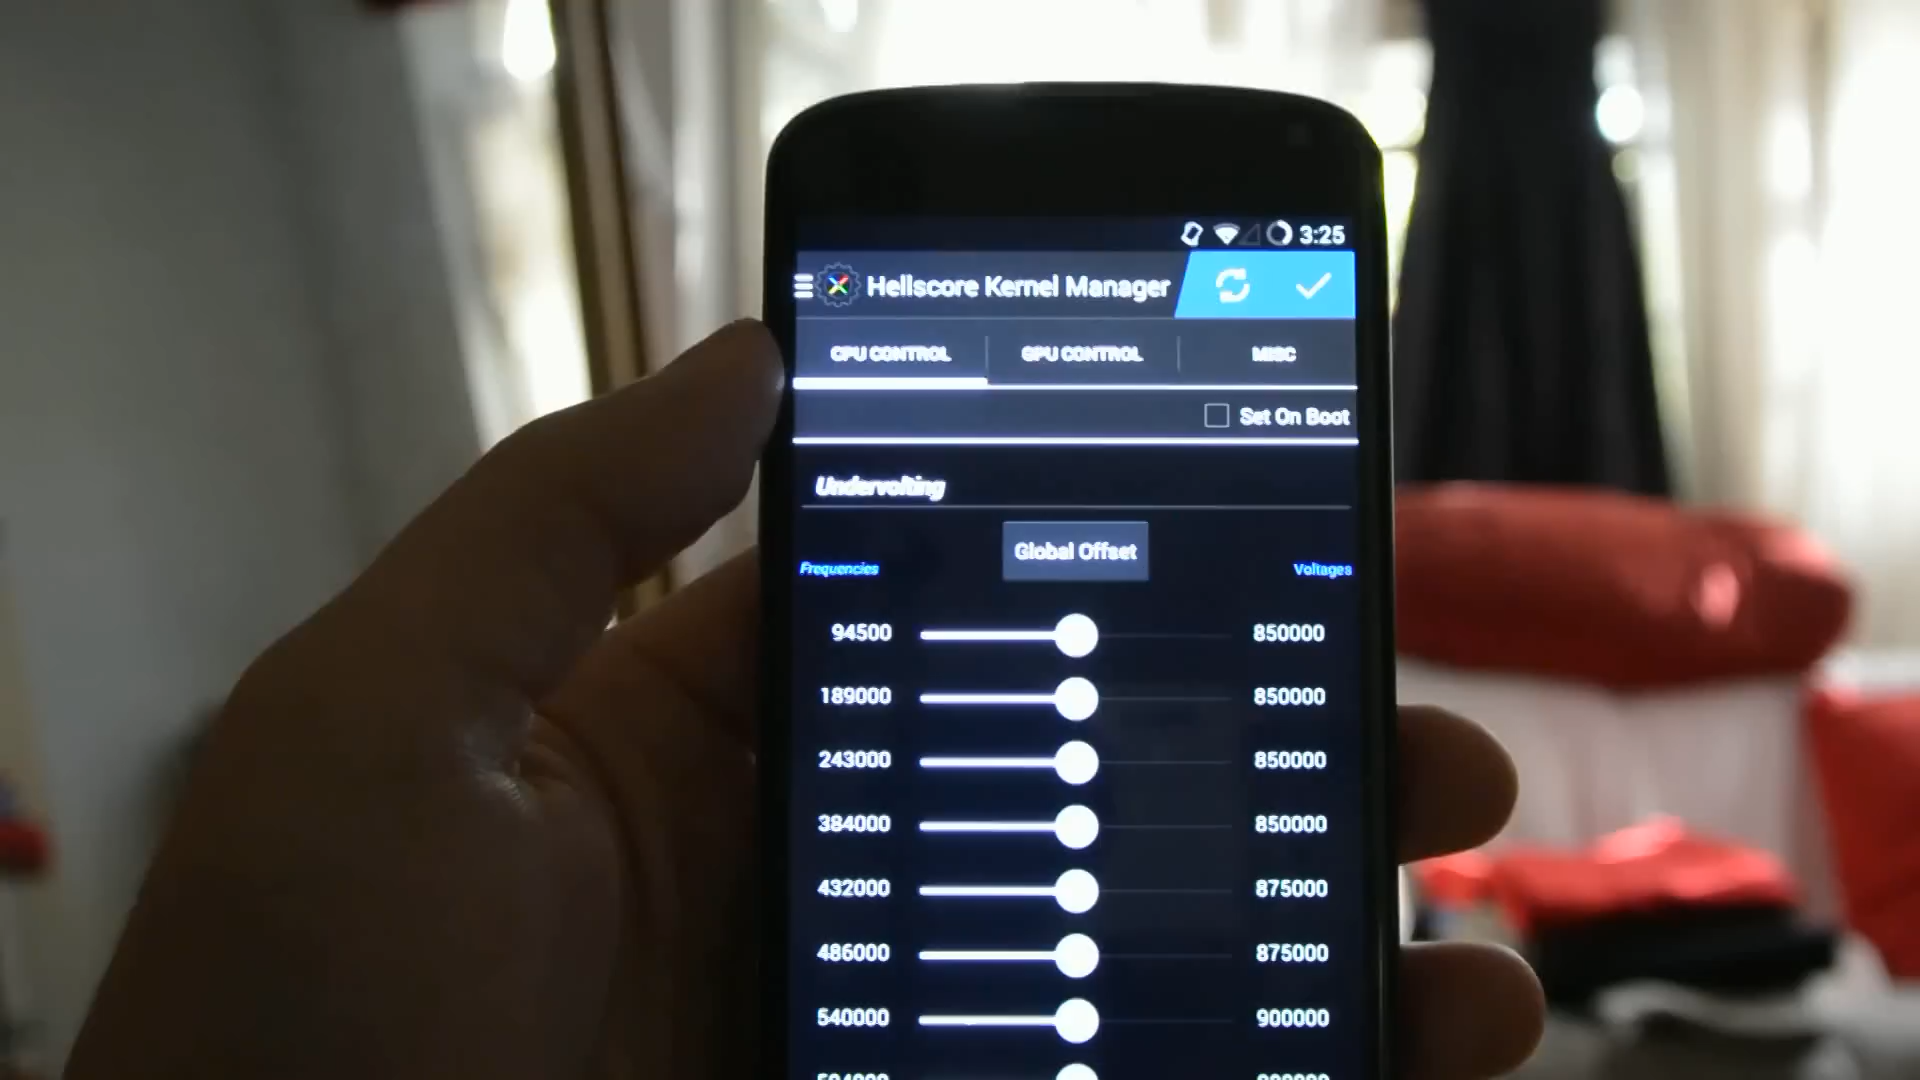 3:25
Hellscore Kernel Manager
CPU CONTROL GPU CONTROL MISC
Set On Boot
Undervolting
Global Offset
Frequencies Voltages
94500 850000
189000 850000
243000 850000
384000 850000
432000 875000
486000 875000
540000 900000